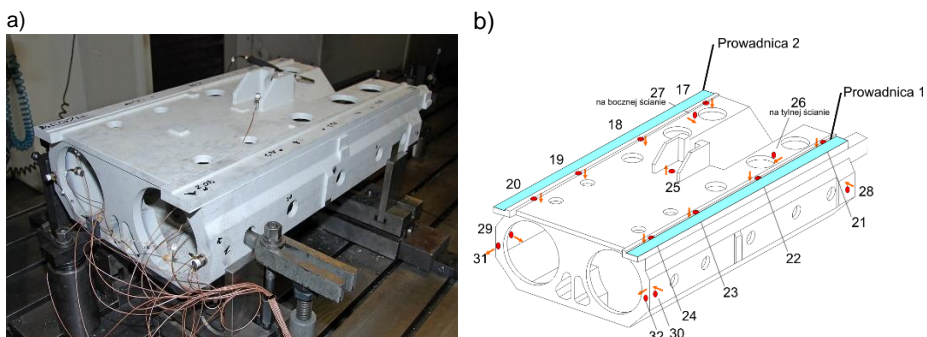 a)
b)
Prowadnica 2
27
17
na bocznej ścianie
26
na tylnej ścianie
Prowadnica 1
18
19
20
25
28
29
21
31
22
23
24
32
30